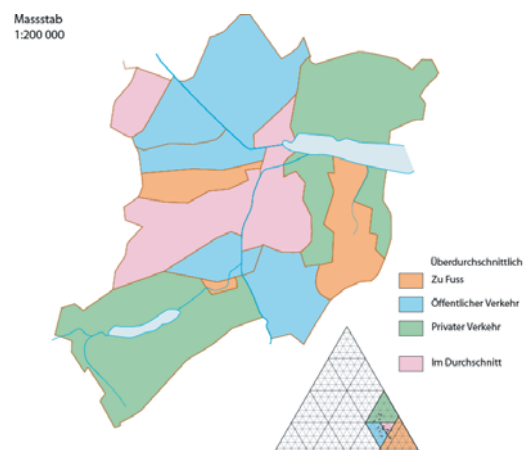 Massstab
1:200 000
Überdurchschnittlich
Zu Fuss
Öffentlicher Verkehr
Privater Verkehr
Im Durchschnitt